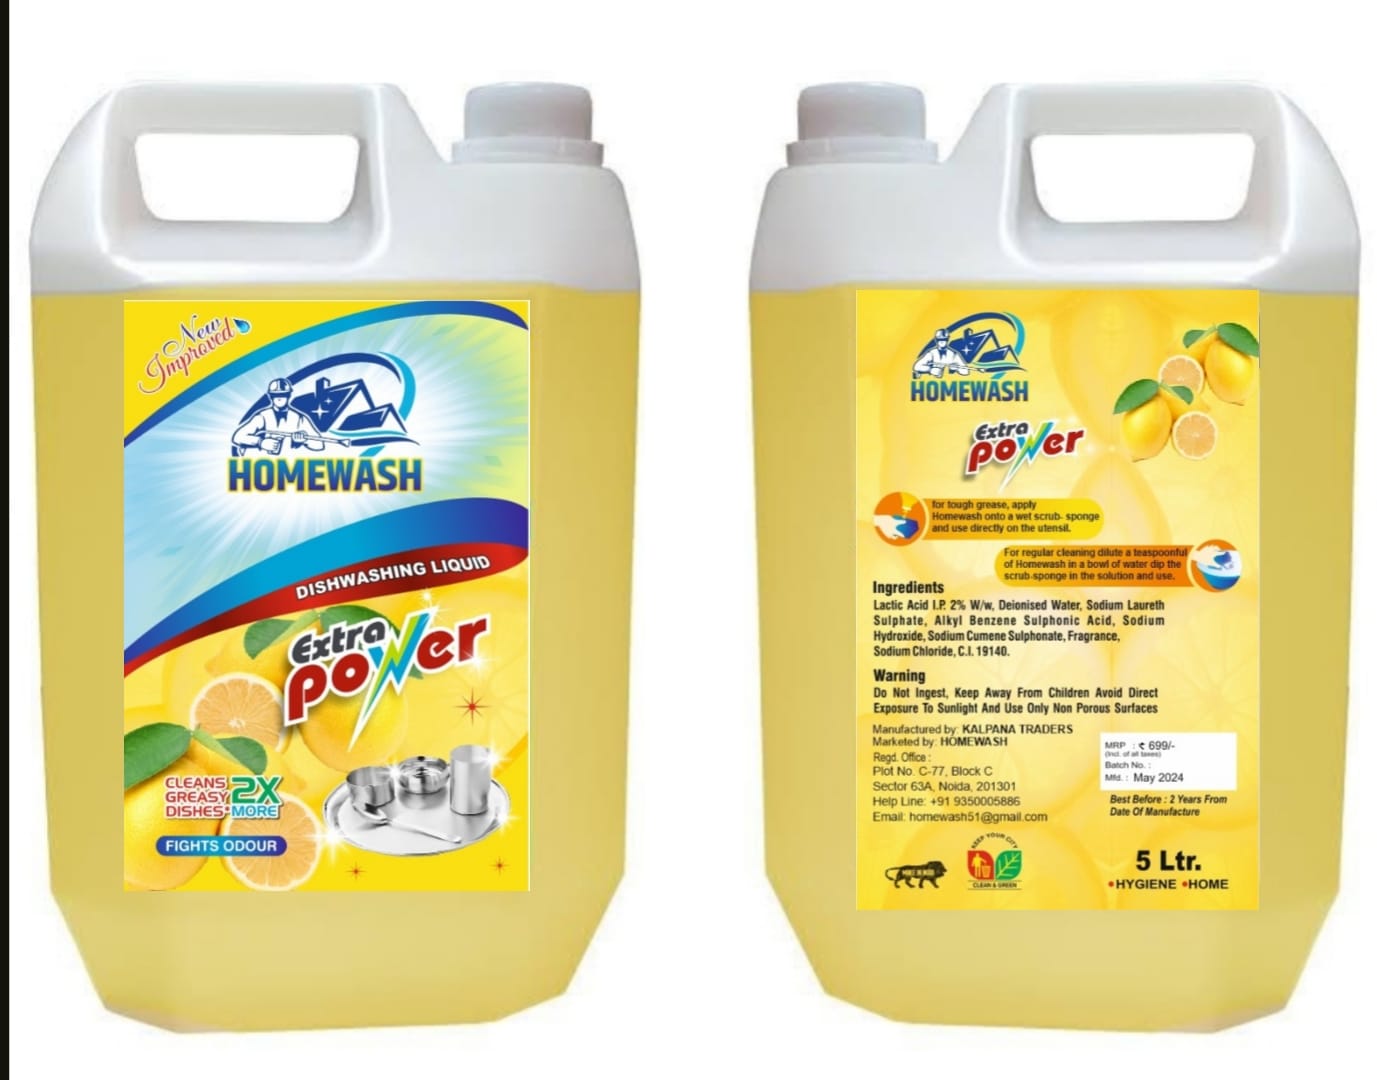 New
Improved
HOMEWASH
DISHWASHING LIQUID
Extra
power
CLEANS
GREASY
DISHES•
2X
MORE
FIGHTS ODOUR
HOMEWASH
Extra
power
for tough grease, apply
Homewash onto a wet scrub- sponge
and use directly on the utensil.
For regular cleaning dilute a teaspoonful
of Homewash in a bowl of water dip the
scrub-sponge in the solution and use.
Ingredients
Lactic Acid I.P. 2% W/w, Deionised Water, Sodium Laureth
Sulphate, Alkyl Benzene Sulphonic Acid, Sodium
Hydroxide, Sodium Cumene Sulphonate, Fragrance,
Sodium Chloride, C.I. 19140.
Warning
Do Not Ingest, Keep Away From Children Avoid Direct
Exposure To Sunlight And Use Only Non Porous Surfaces
Manufactured by: KALPANA TRADERS
Marketed by: HOMEWASH
Regd. Office :
Plot No. C-77, Block C
Sector 63A, Noida, 201301
Help Line: +91 9350005886
Email: homewash51@gmail.com
MRP : ₹ 699/-
(Incl. of all taxes)
Batch No. :
Mfd. : May 2024
Best Before : 2 Years From
Date Of Manufacture
KEEP YOUR CITY
CLEAN & GREEN
5 Ltr.
•HYGIENE •HOME